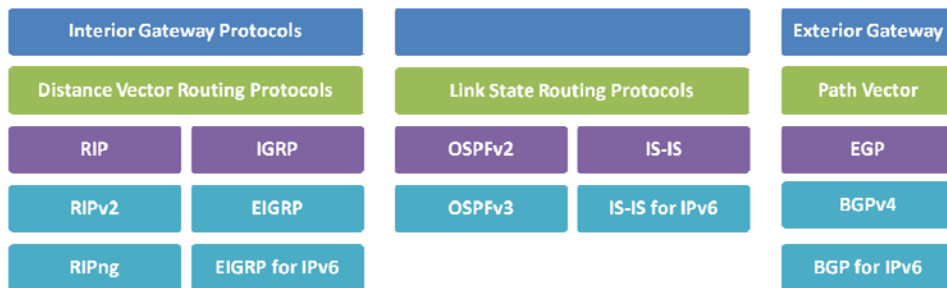 Interior Gateway Protocols
Exterior Gateway
Distance Vector Routing Protocols
Link State Routing Protocols
Path Vector
RIP
IGRP
OSPFv2
IS-IS
EGP
RIPv2
EIGRP
OSPFv3
IS-IS for IPv6
BGPv4
RIPng
EIGRP for IPv6
BGP for IPv6